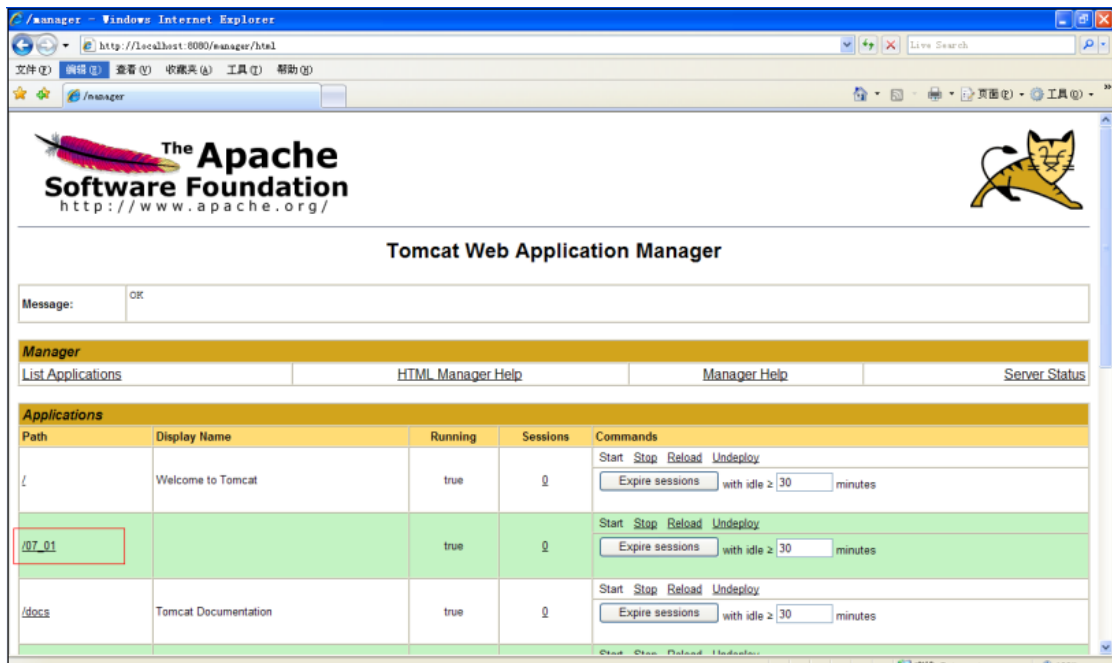 /manager - Windows Internet Explorer
http://localhost:8080/manager/html Live Search
文件(F) 编辑(E) 查看(V) 收藏夹(A) 工具(T) 帮助(H)
/manager 页面(P) 工具(O)
The Apache
Software Foundation
http://www.apache.org/
Tomcat Web Application Manager
Message: OK
Manager
List Applications HTML Manager Help Manager Help Server Status
Applications
Path Display Name Running Sessions Commands
Start Stop Reload Undeploy
/ Welcome to Tomcat true 0 Expire sessions with idle ≥ 30 minutes
Start Stop Reload Undeploy
/07_01 true 0 Expire sessions with idle ≥ 30 minutes
Start Stop Reload Undeploy
/docs Tomcat Documentation true 0 Expire sessions with idle ≥ 30 minutes
Start Stop Reload Undeploy